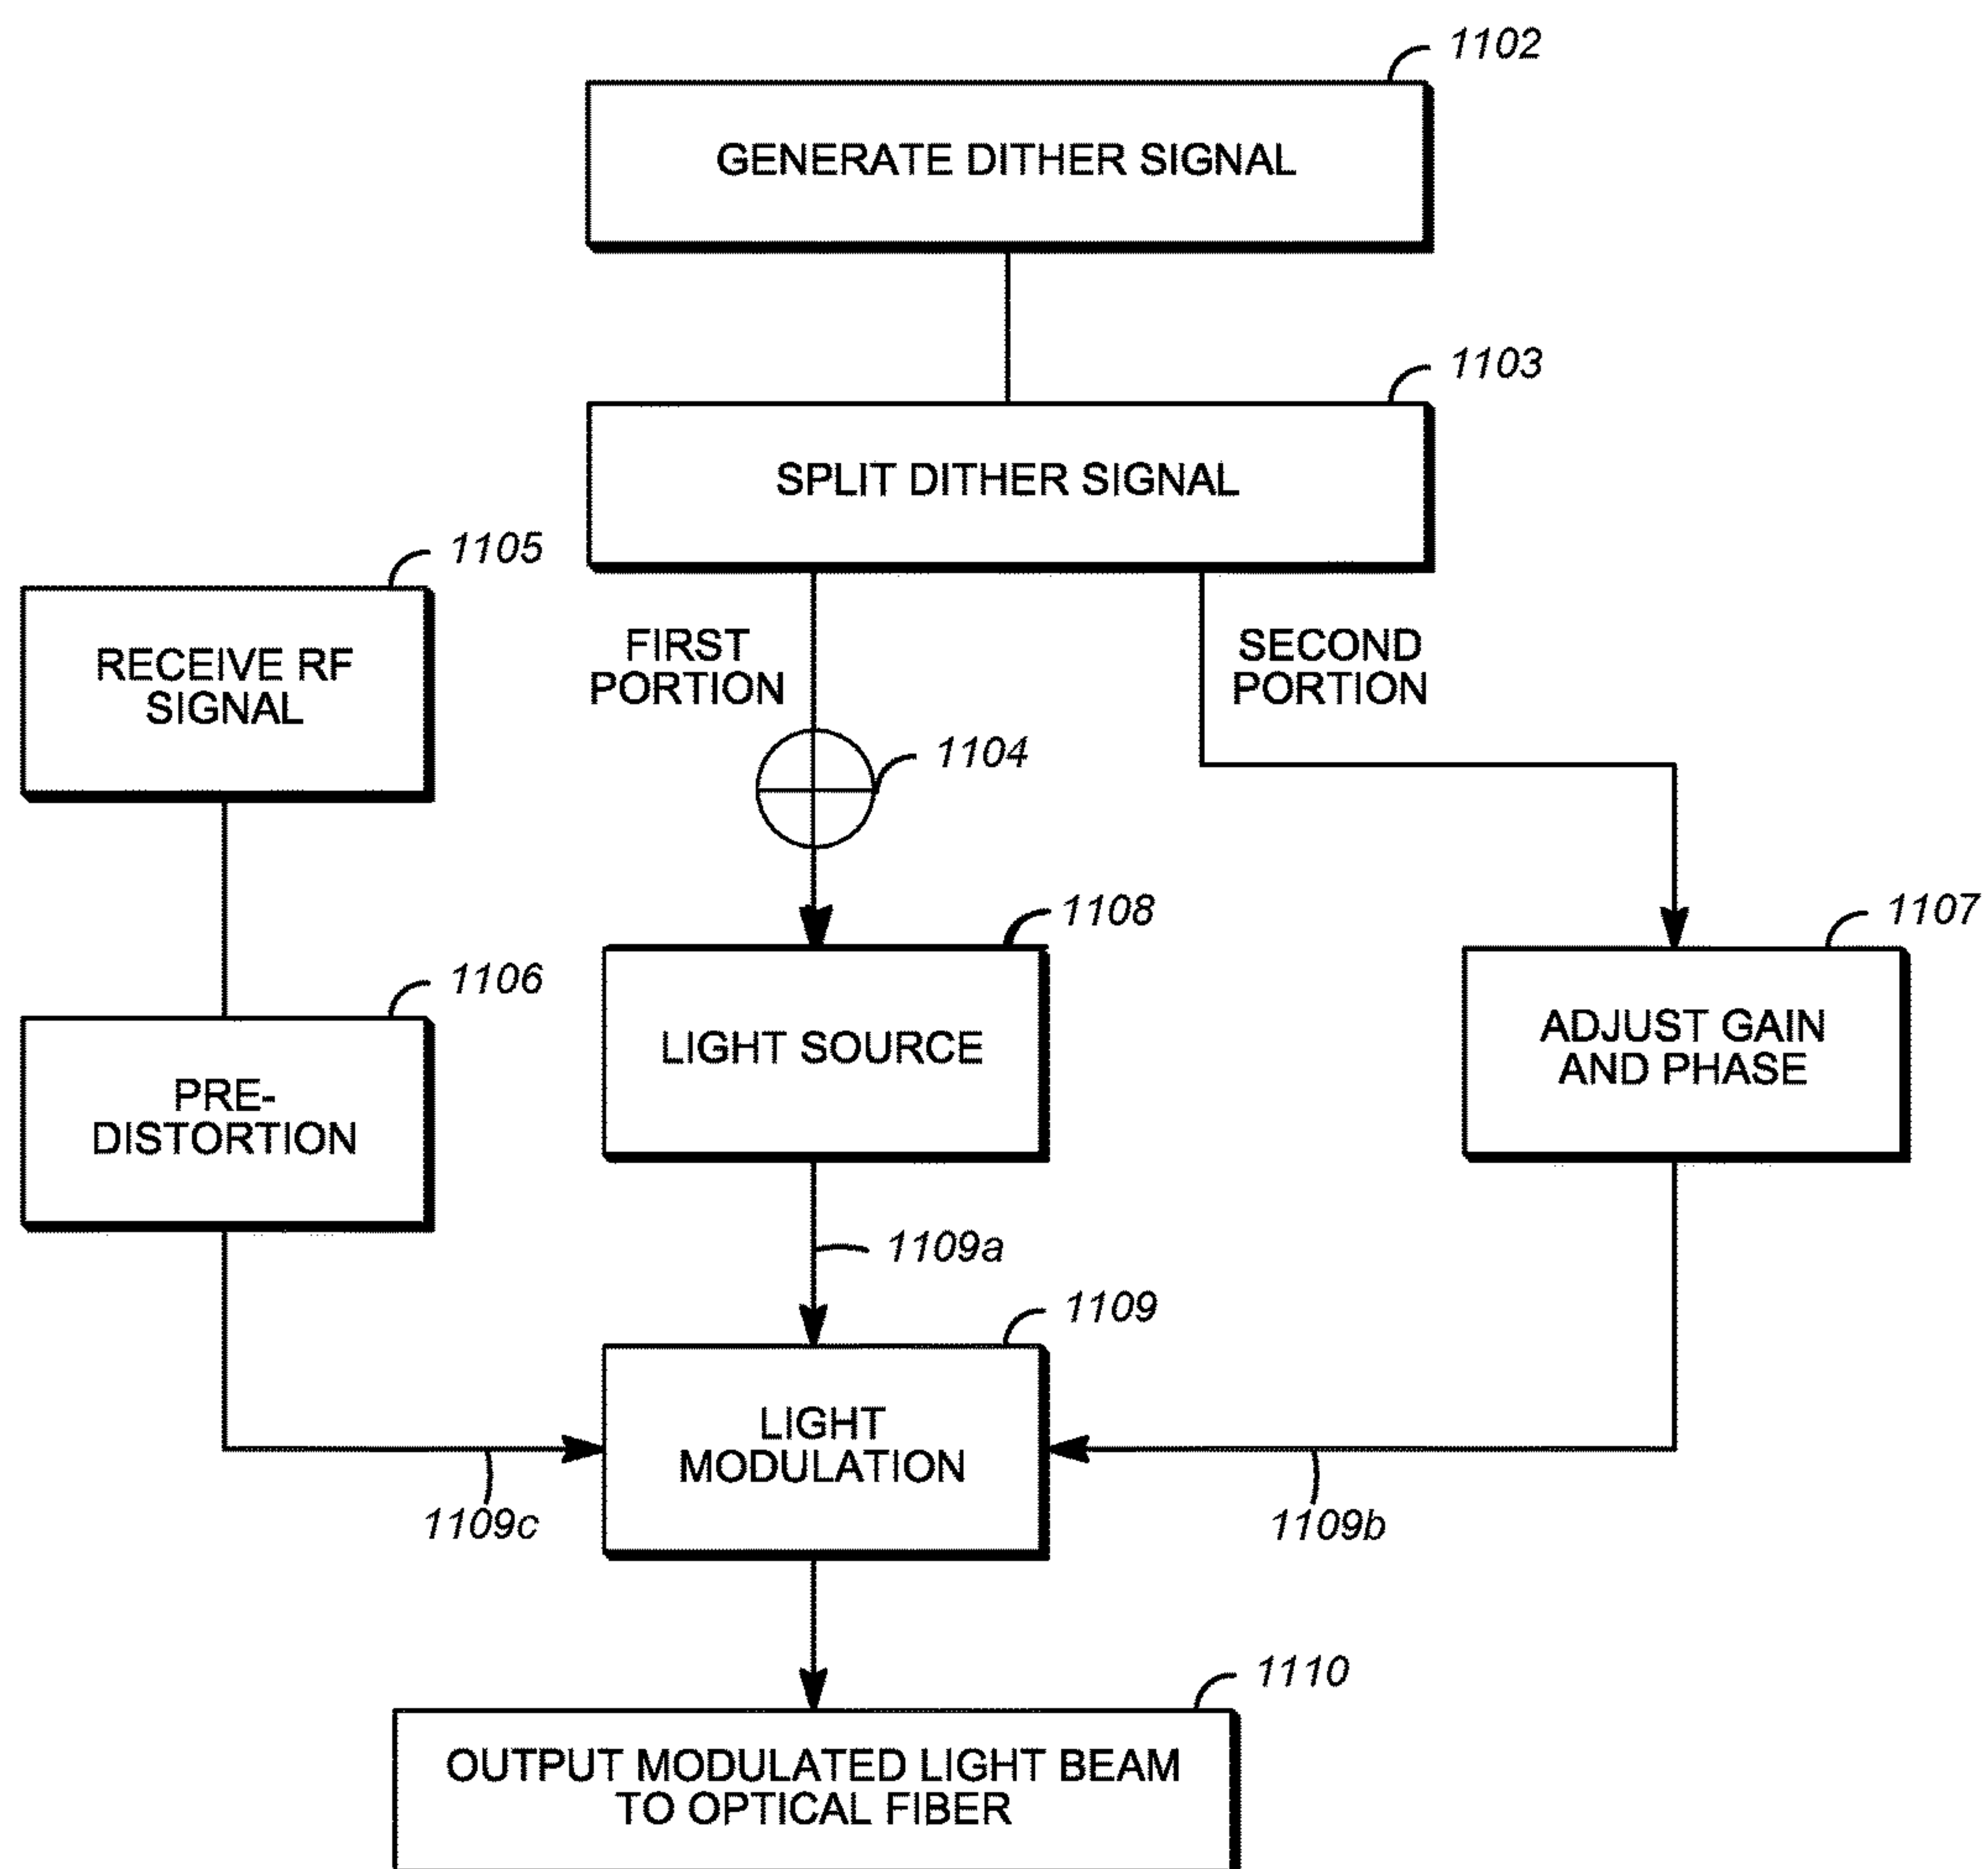 1102
GENERATE DITHER SIGNAL
1103
SPLIT DITHER SIGNAL
1105
RECEIVE RF
SIGNAL
FIRST
PORTION
SECOND
PORTION
1104
1108
1107
1106
LIGHT SOURCE
ADJUST GAIN
AND PHASE
PRE-
DISTORTION
1109a
1109
LIGHT
MODULATION
1109c
1109b
1110
OUTPUT MODULATED LIGHT BEAM
TO OPTICAL FIBER